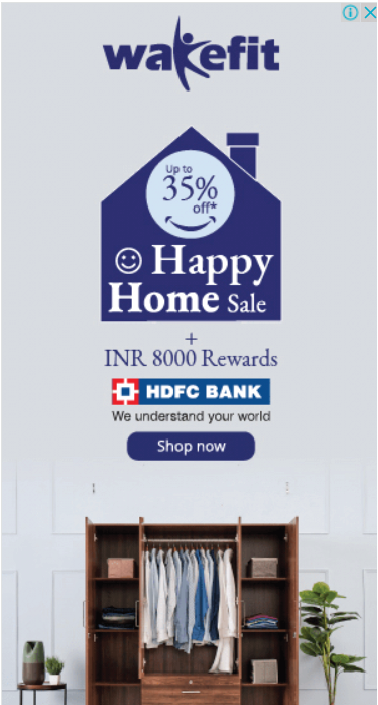 wakefit
Up to
35%
off*
Happy
Home Sale
+
INR 8000 Rewards
HDFC BANK
We understand your world
Shop now